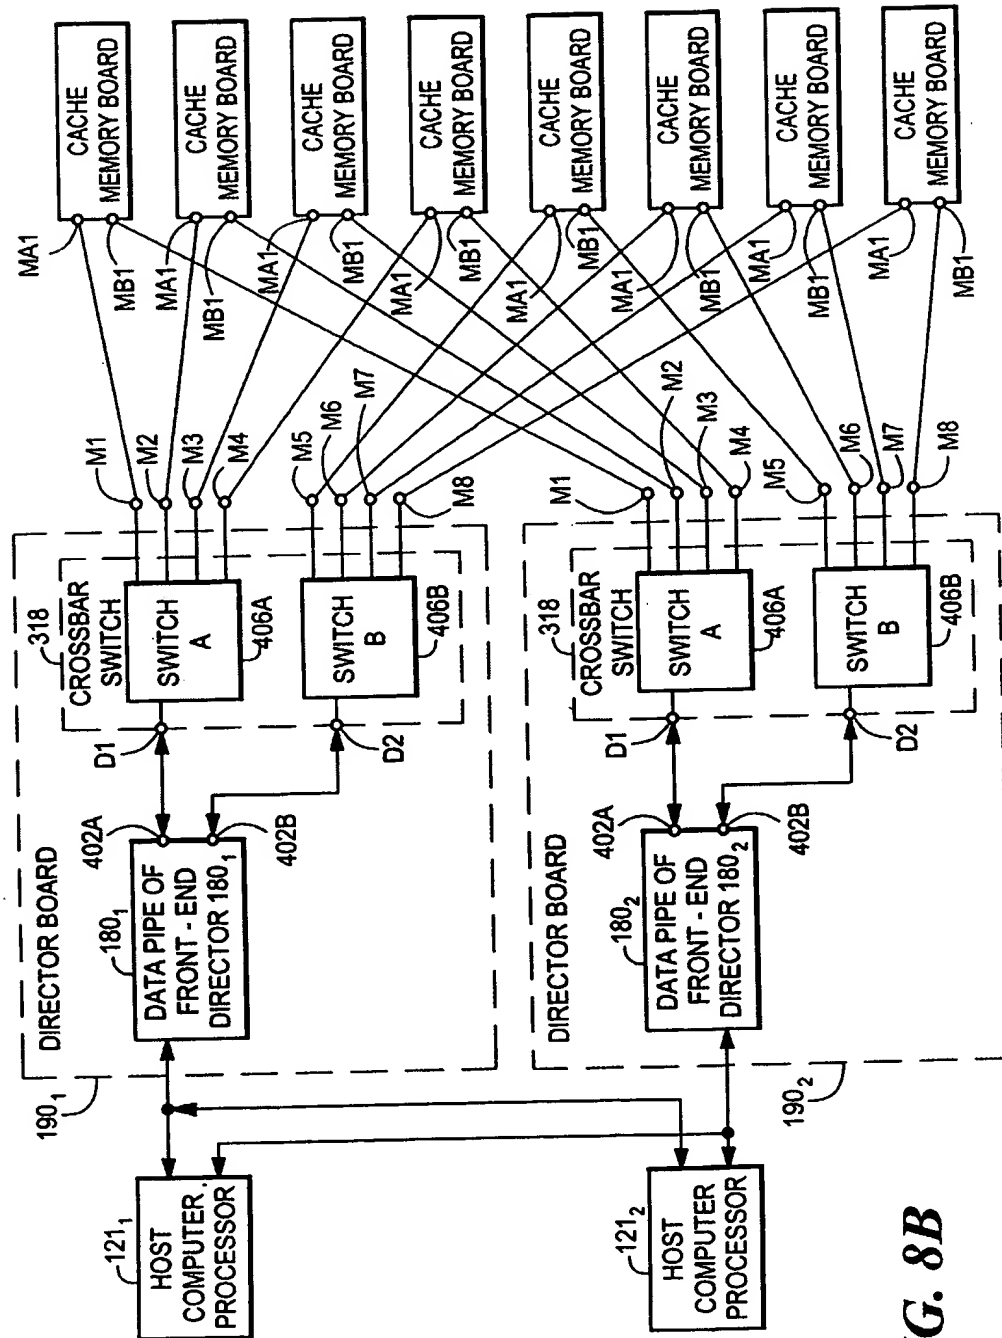 CACHE
MEMORY BOARD
CACHE
MEMORY BOARD
CACHE
MEMORY BOARD
CACHE
MEMORY BOARD
CACHE
MEMORY BOARD
CACHE
MEMORY BOARD
CACHE
MEMORY BOARD
CACHE
MEMORY BOARD
MA1
MB1
MA1
MB1
MA1
MB1
MA1
MB1
MA1
MB1
MA1
MB1
MA1
MB1
MA1
MB1
M1
M2
M3
M4
M5
M6
M7
M8
M1
M2
M3
M4
M5
M6
M7
M8
318
CROSSBAR
SWITCH
SWITCH
A
406A
SWITCH
B
406B
D1
D2
318
CROSSBAR
SWITCH
SWITCH
A
406A
SWITCH
B
406B
D1
D2
DIRECTOR BOARD
402A
402B
180₁
DATA PIPE OF
FRONT - END
DIRECTOR 180₁
190₁
DIRECTOR BOARD
402A
402B
180₂
DATA PIPE OF
FRONT - END
DIRECTOR 180₂
190₂
121₁
HOST
COMPUTER
PROCESSOR
121₂
HOST
COMPUTER
PROCESSOR
G. 8B